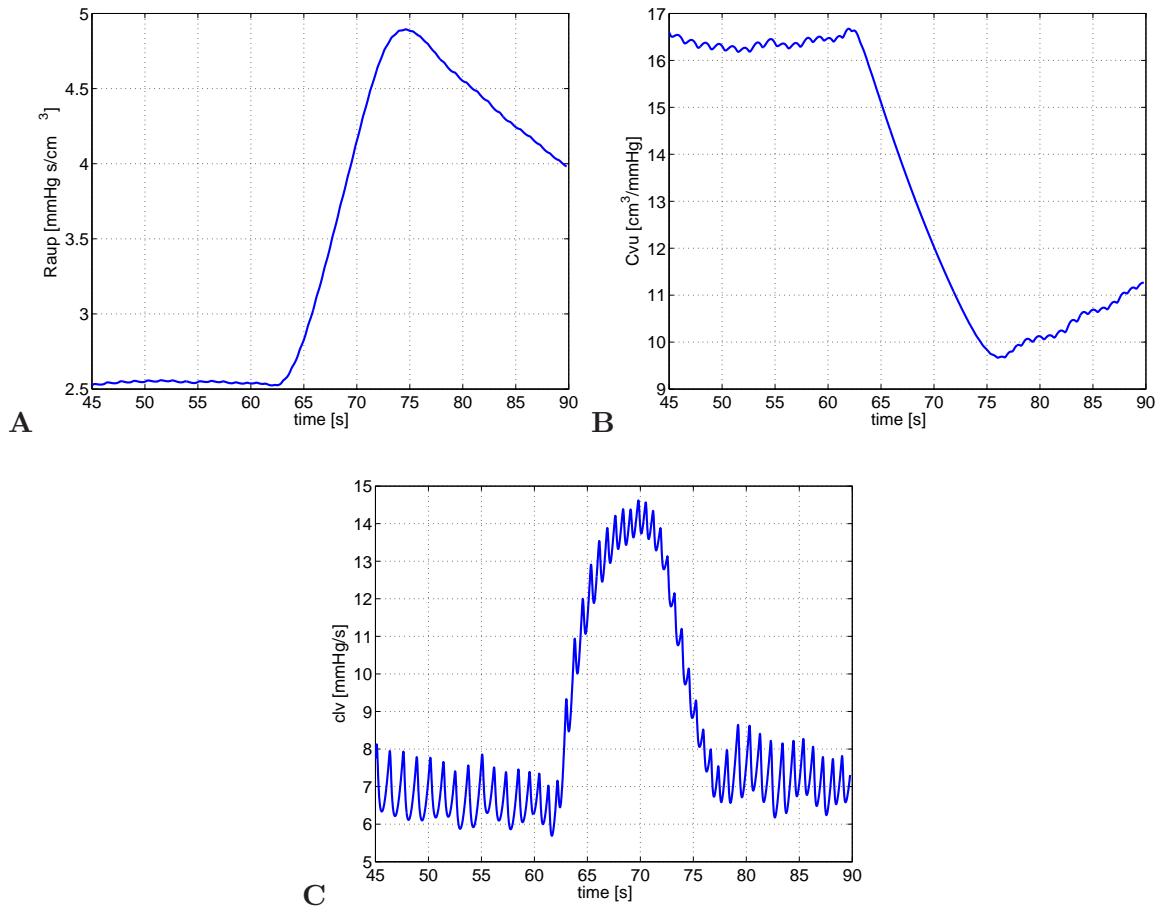 5
4.5
4
3.5
3
2.5
Raup [mmHg s/cm 3]
45 50 55 60 65 70 75 80 85 90
time [s]
A
17
16
15
14
13
12
11
10
9
Cvu [cm3/mmHg]
45 50 55 60 65 70 75 80 85 90
time [s]
B
15
14
13
12
11
10
9
8
7
6
5
clv [mmHg/s]
45 50 55 60 65 70 75 80 85 90
time [s]
C